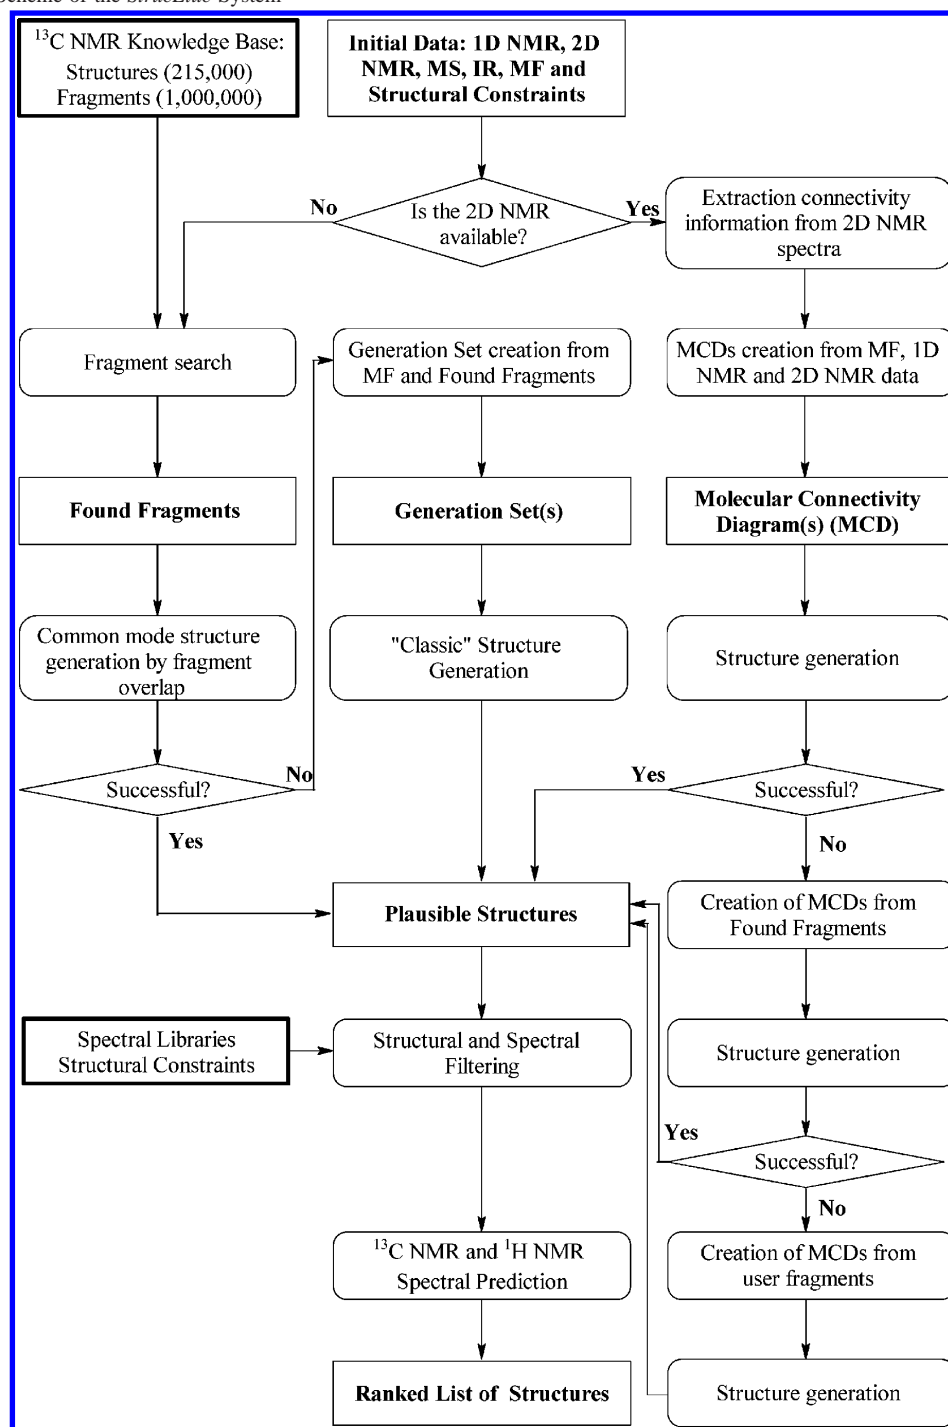 Scheme of the StrucEluc System
¹³C NMR Knowledge Base:
Structures (215,000)
Fragments (1,000,000)
Initial Data: 1D NMR, 2D
NMR, MS, IR, MF and
Structural Constraints
No
Is the 2D NMR
available?
Yes
Extraction connectivity
information from 2D NMR
spectra
Fragment search
Generation Set creation from
MF and Found Fragments
MCDs creation from MF, 1D
NMR and 2D NMR data
Found Fragments
Generation Set(s)
Molecular Connectivity
Diagram(s) (MCD)
Common mode structure
generation by fragment
overlap
"Classic" Structure
Generation
Structure generation
Successful?
No
Yes
Yes
Successful?
No
Plausible Structures
Creation of MCDs from
Found Fragments
Spectral Libraries
Structural Constraints
Structural and Spectral
Filtering
Structure generation
Yes
Successful?
No
¹³C NMR and ¹H NMR
Spectral Prediction
Creation of MCDs from
user fragments
Ranked List of Structures
Structure generation